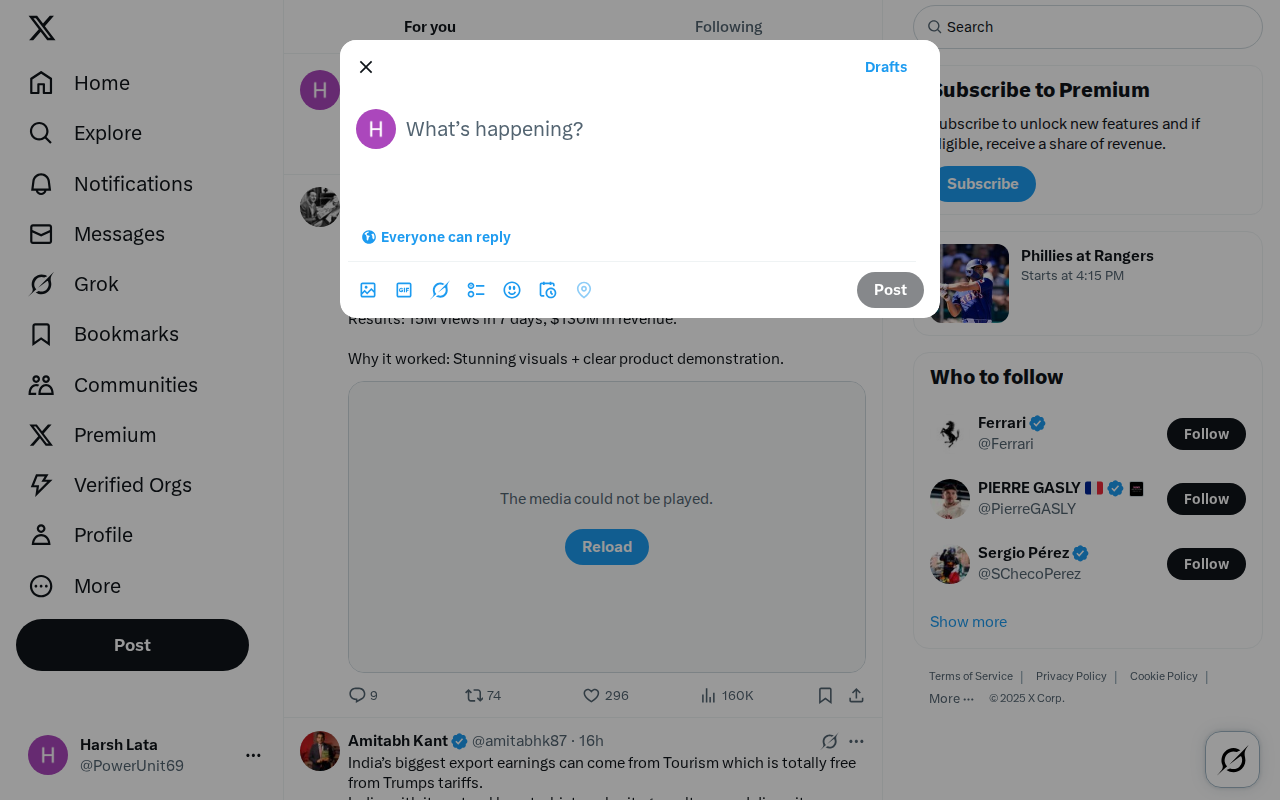 Home
Explore
Notifications
Messages
Grok
Bookmarks
Communities
Premium
Verified Orgs
Profile
More
Post
H
Harsh Lata
@PowerUnit69
For you
Following
H
Drafts
H
What's happening?
Everyone can reply
GIF
Post
Results: 15M views in 7 days, $130M in revenue.
Why it worked: Stunning visuals + clear product demonstration.
The media could not be played.
Reload
9
74
296
160K
Amitabh Kant @amitabhk87 · 16h
India's biggest export earnings can come from Tourism which is totally free
from Trumps tariffs.
Search
Subscribe to Premium
Subscribe to unlock new features and if
eligible, receive a share of revenue.
Subscribe
Phillies at Rangers
Starts at 4:15 PM
Who to follow
Ferrari
@Ferrari
Follow
PIERRE GASLY
@PierreGASLY
Follow
Sergio Pérez
@SChecoPerez
Follow
Show more
Terms of Service | Privacy Policy | Cookie Policy |
More ··· © 2025 X Corp.